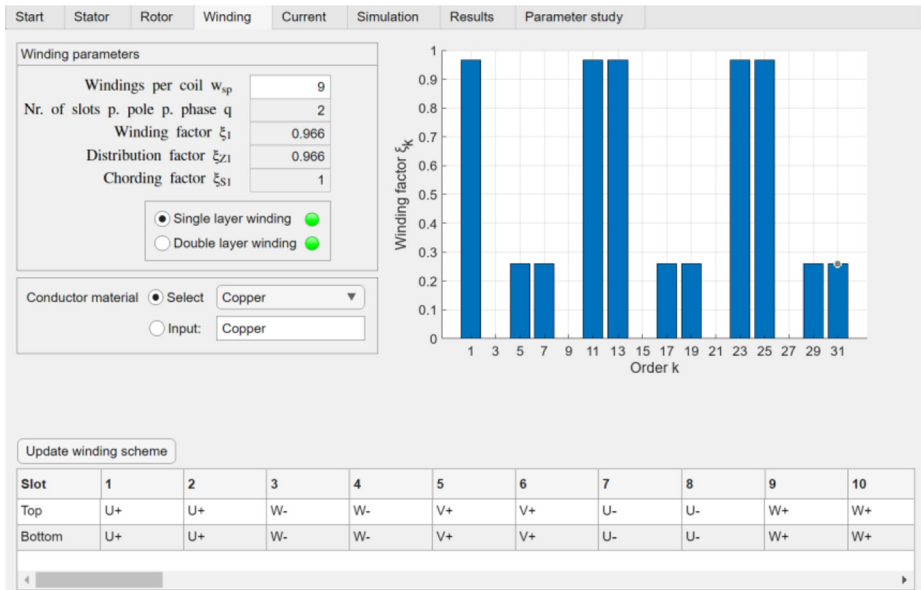 Start Stator Rotor Winding Current Simulation Results Parameter study
Winding parameters
Windings per coil wsp 9
Nr. of slots p. pole p. phase q 2
Winding factor ξ1 0.966
Distribution factor ξZ1 0.966
Chording factor ξS1 1
Single layer winding
Double layer winding
Conductor material Select Copper
Input: Copper
1
0.9
0.8
0.7
0.6
0.5
0.4
0.3
0.2
0.1
0
Winding factor ξk
1 3 5 7 9 11 13 15 17 19 21 23 25 27 29 31
Order k
Update winding scheme
Slot 1 2 3 4 5 6 7 8 9 10
Top U+ U+ W- W- V+ V+ U- U- W+ W+
Bottom U+ U+ W- W- V+ V+ U- U- W+ W+